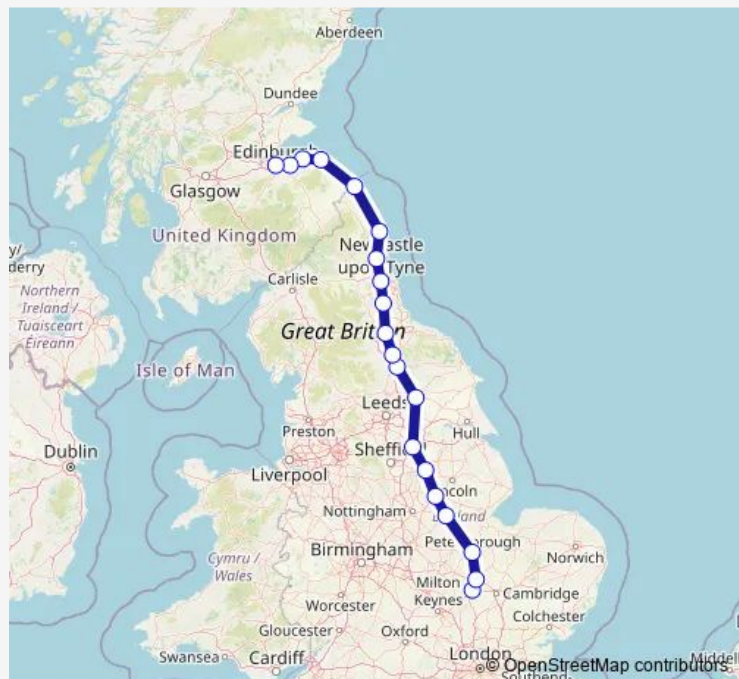 Aberdeen
Dundee
Edinburgh
Glasgow
United Kingdom
Newcastle
upon Tyne
Carlisle
Northern
Ireland /
Tuaisceart
Éireann
Great Britain
Isle of Man
Leeds
Preston
Hull
Dublin
Sheffield
Liverpool
Lincoln
Nottingham
Peterborough
Norwich
Birmingham
Cymru /
Wales
Milton
Keynes
Cambridge
Worcester
Colchester
Gloucester
Oxford
Swansea
Cardiff
London
© OpenStreetMap contributors